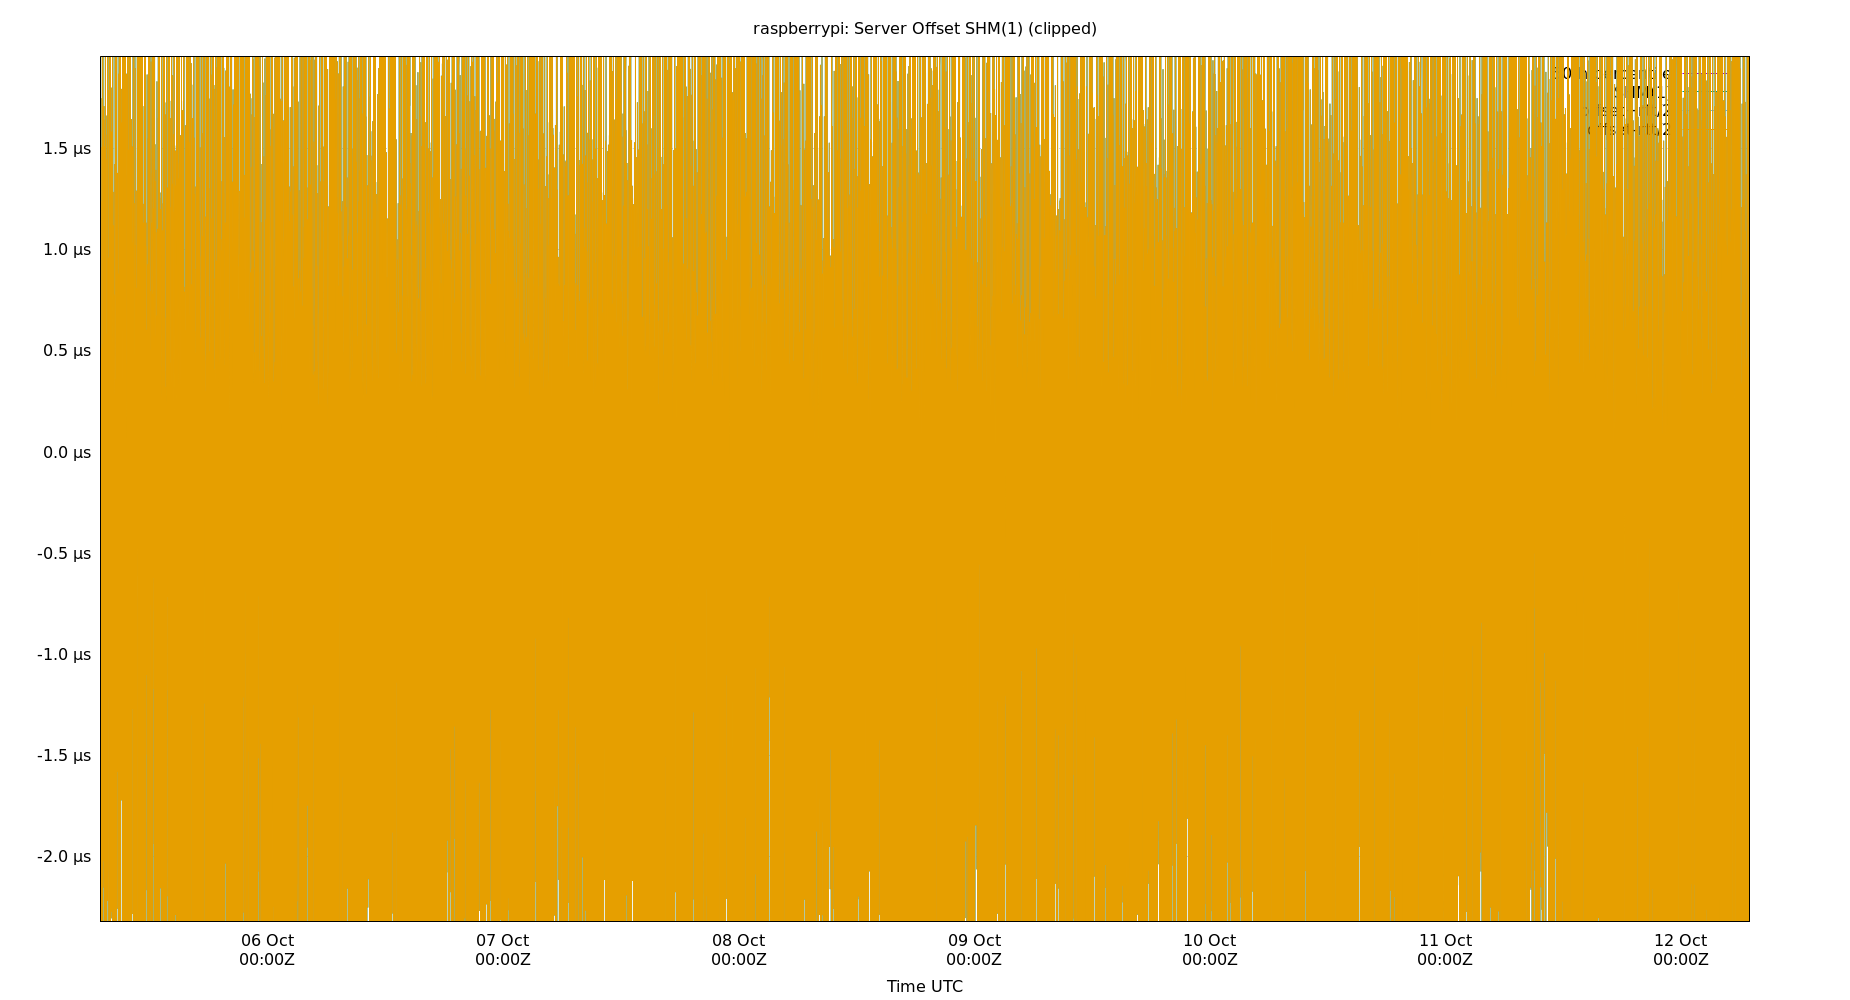 raspberrypi: Server Offset SHM(1) (clipped)
1.5 µs
1.0 µs
0.5 µs
0.0 µs
-0.5 µs
-1.0 µs
-1.5 µs
-2.0 µs
06 Oct
00:00Z
07 Oct
00:00Z
08 Oct
00:00Z
09 Oct
00:00Z
10 Oct
00:00Z
11 Oct
00:00Z
12 Oct
00:00Z
Time UTC